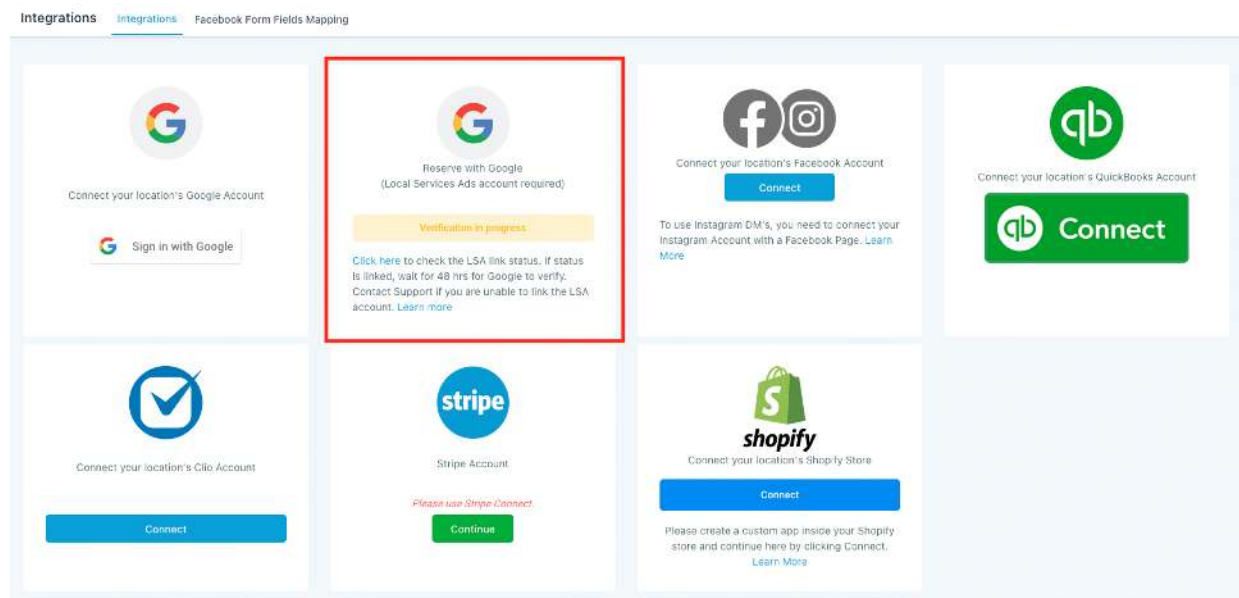 Integrations Integrations Facebook Form Fields Mapping
Connect your location's Google Account
Sign in with Google
Reserve with Google
(Local Services Ads account required)
Verification in progress
Click here to check the LSA link status. If status
is linked, wait for 48 hrs for Google to verify.
Contact Support if you are unable to link the LSA
account. Learn more
Connect your location's Facebook Account
Connect
To use Instagram DM's, you need to connect your
Instagram Account with a Facebook Page. Learn
More
qb
Connect your location's QuickBooks Account
qb Connect
Connect your location's Clio Account
Connect
stripe
Stripe Account
Please use Stripe Connect.
Continue
shopify
Connect your location's Shopify Store
Connect
Please create a custom app inside your Shopify
store and continue here by clicking Connect.
Learn More